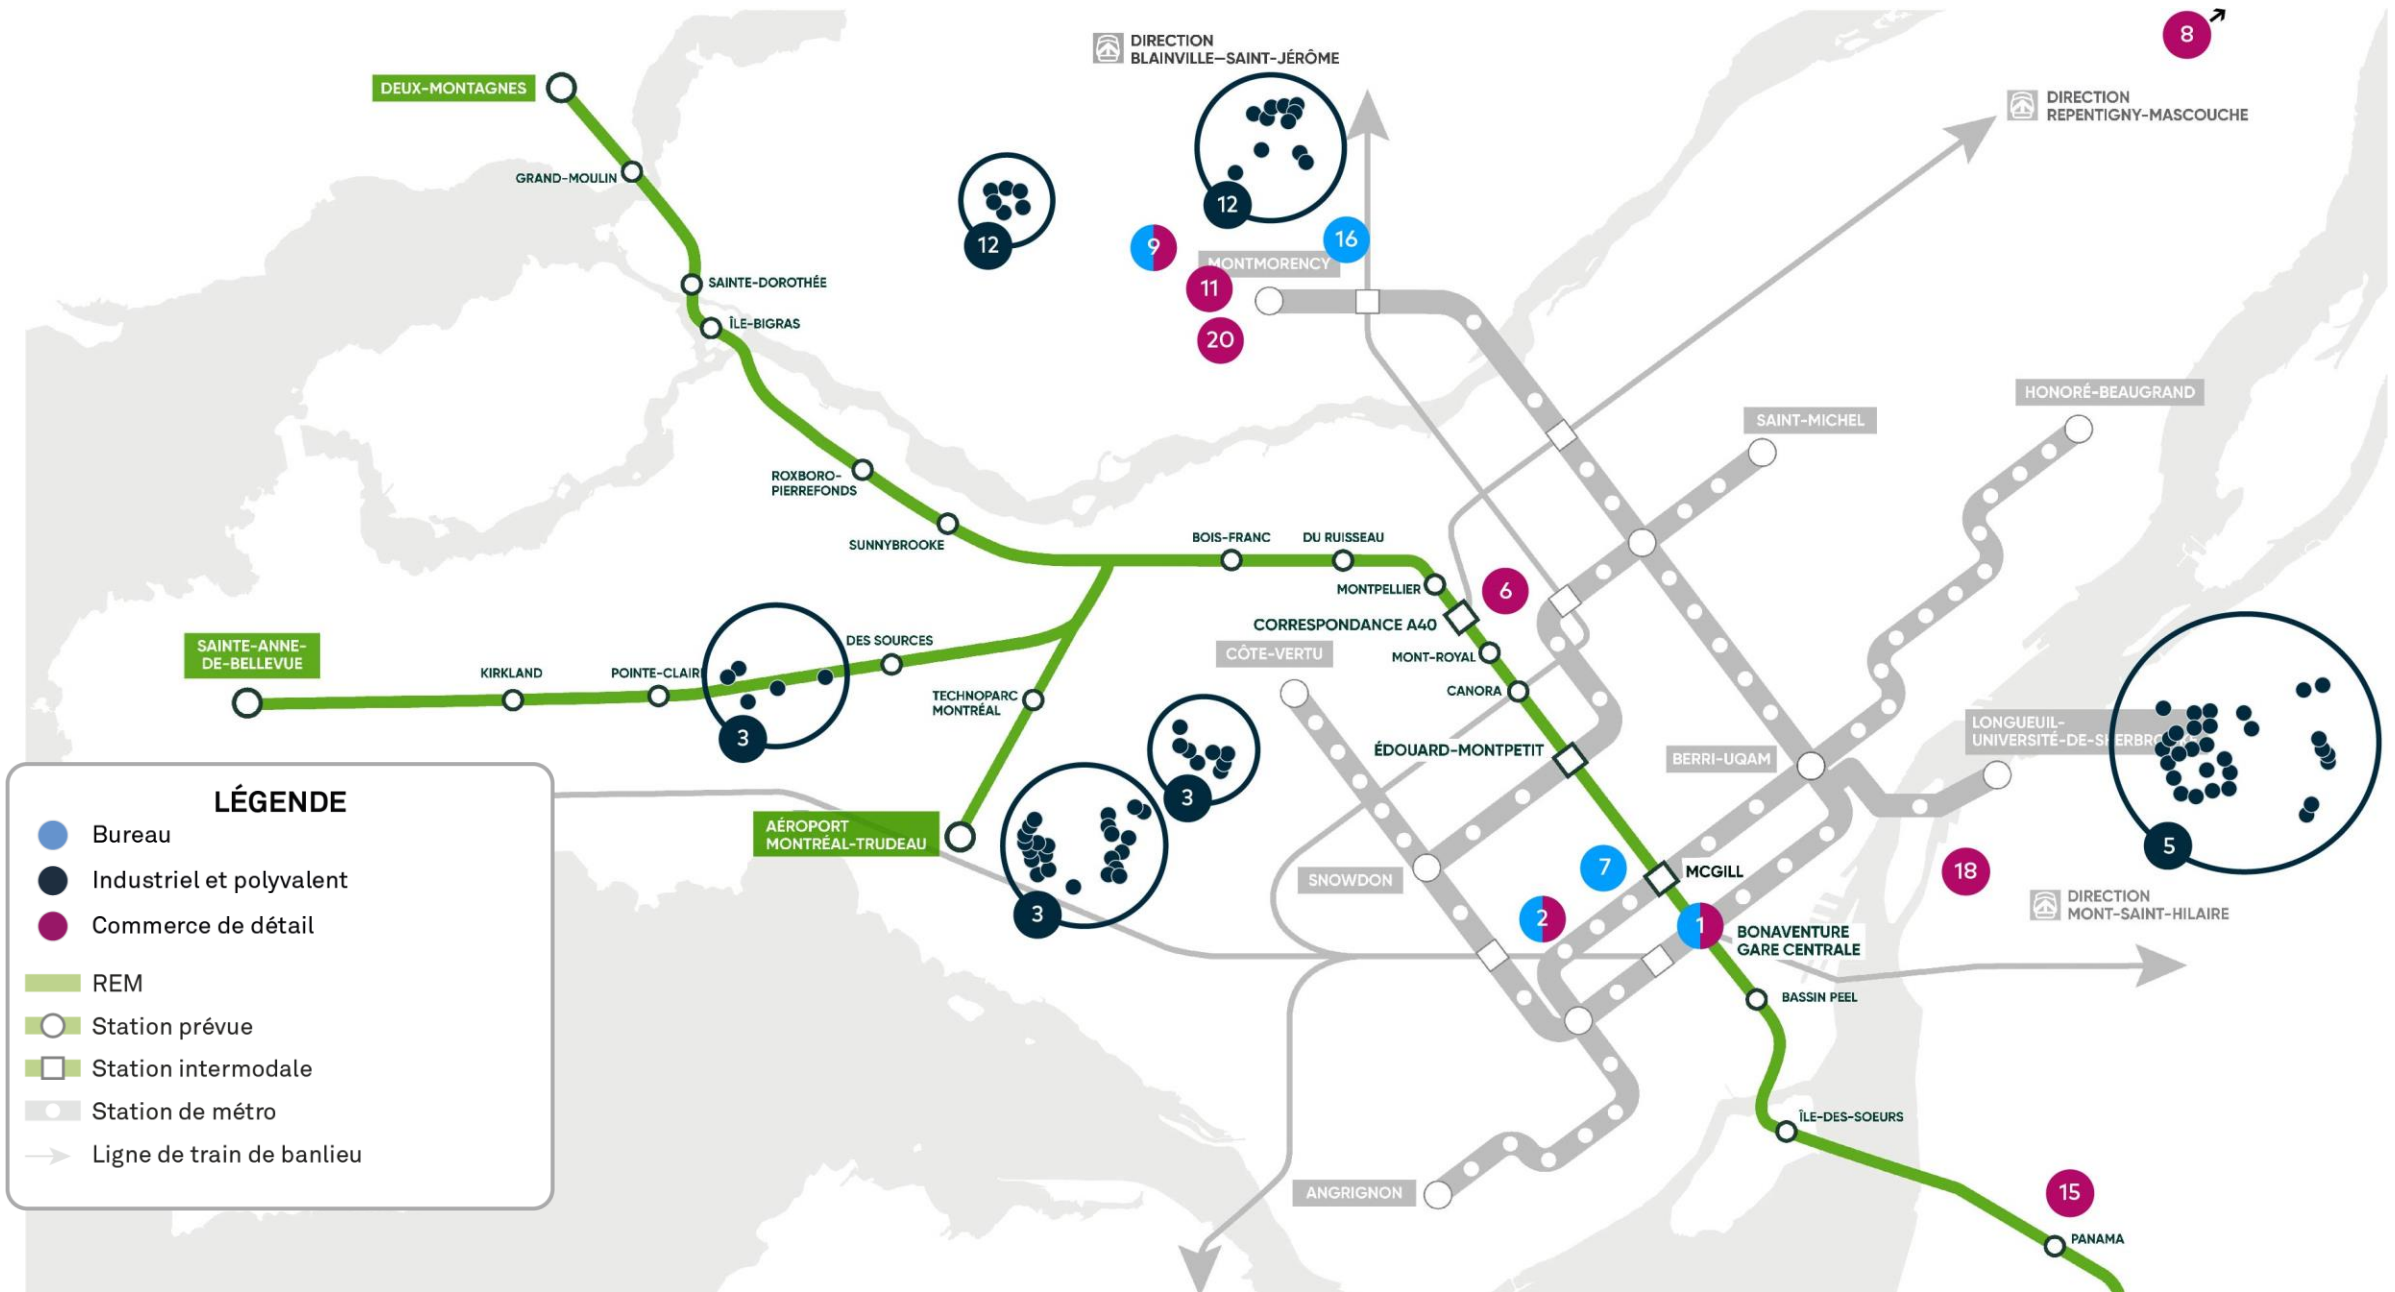 DIRECTION
BLAINVILLE—SAINT-JÉRÔME
8
DEUX-MONTAGNES
DIRECTION
REPENTIGNY-MASCOUCHE
GRAND-MOULIN
12
12
9
16
MONTMORENCY
SAINTE-DOROTHÉE
11
ÎLE-BIGRAS
20
HONORÉ-BEAUGRAND
SAINT-MICHEL
ROXBORO-
PIERREFONDS
SUNNYBROOKE
BOIS-FRANC
DU RUISSEAU
MONTPELLIER
6
CORRESPONDANCE A40
SAINTE-ANNE-
DE-BELLEVUE
DES SOURCES
CÔTE-VERTU
MONT-ROYAL
KIRKLAND
POINTE-CLAIR
CANORA
TECHNOPARC
MONTRÉAL
3
ÉDOUARD-MONTPETIT
LONGUEUIL-
UNIVERSITÉ-DE-SHERBR
BERRI-UQAM
3
AÉROPORT
MONTRÉAL-TRUDEAU
5
SNOWDON
7
MCGILL
18
3
2
1
BONAVENTURE
GARE CENTRALE
DIRECTION
MONT-SAINT-HILAIRE
BASSIN PEEL
ÎLE-DES-SOEURS
ANGRIGNON
15
PANAMA
LÉGENDE
Bureau
Industriel et polyvalent
Commerce de détail
REM
Station prévue
Station intermodale
Station de métro
Ligne de train de banlieu